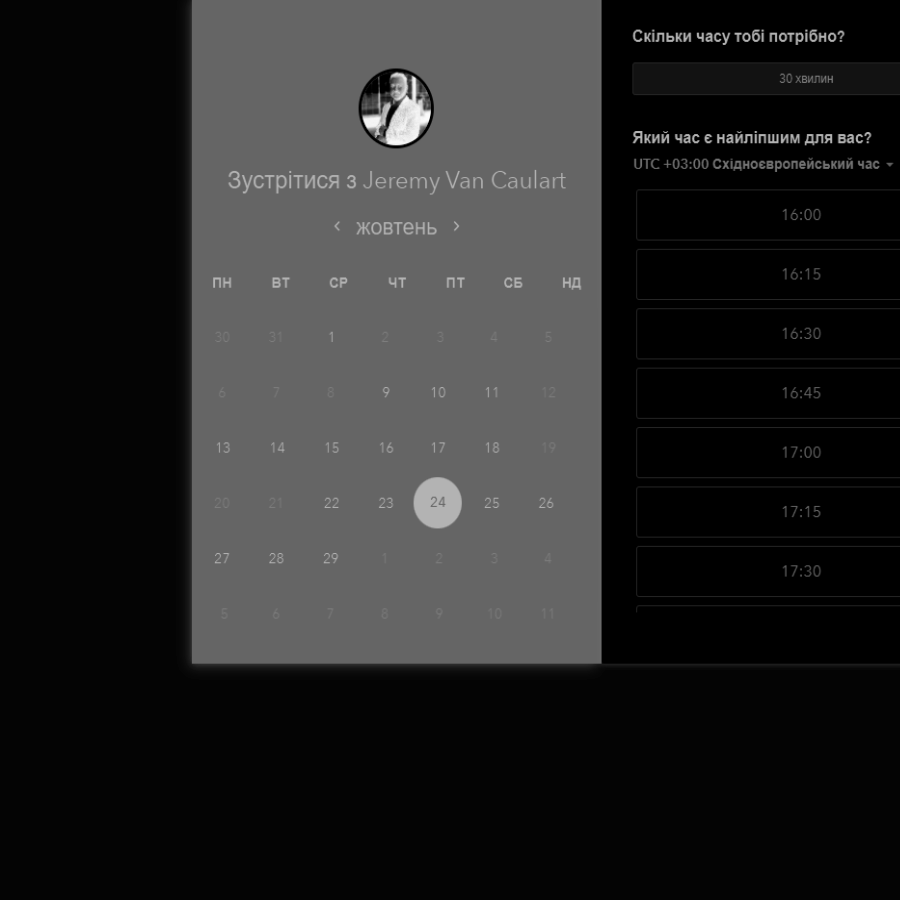 Зустрітися з Jeremy Van Caulart
жовтень
ПН ВТ СР ЧТ ПТ СБ НД
30 31 1 2 3 4 5
6 7 8 9 10 11 12
13 14 15 16 17 18 19
20 21 22 23 24 25 26
27 28 29 1 2 3 4
5 6 7 8 9 10 11
Скільки часу тобі потрібно?
30 хвилин
Який час є найліпшим для вас?
UTC +03:00 Східноєвропейський час
16:00
16:15
16:30
16:45
17:00
17:15
17:30